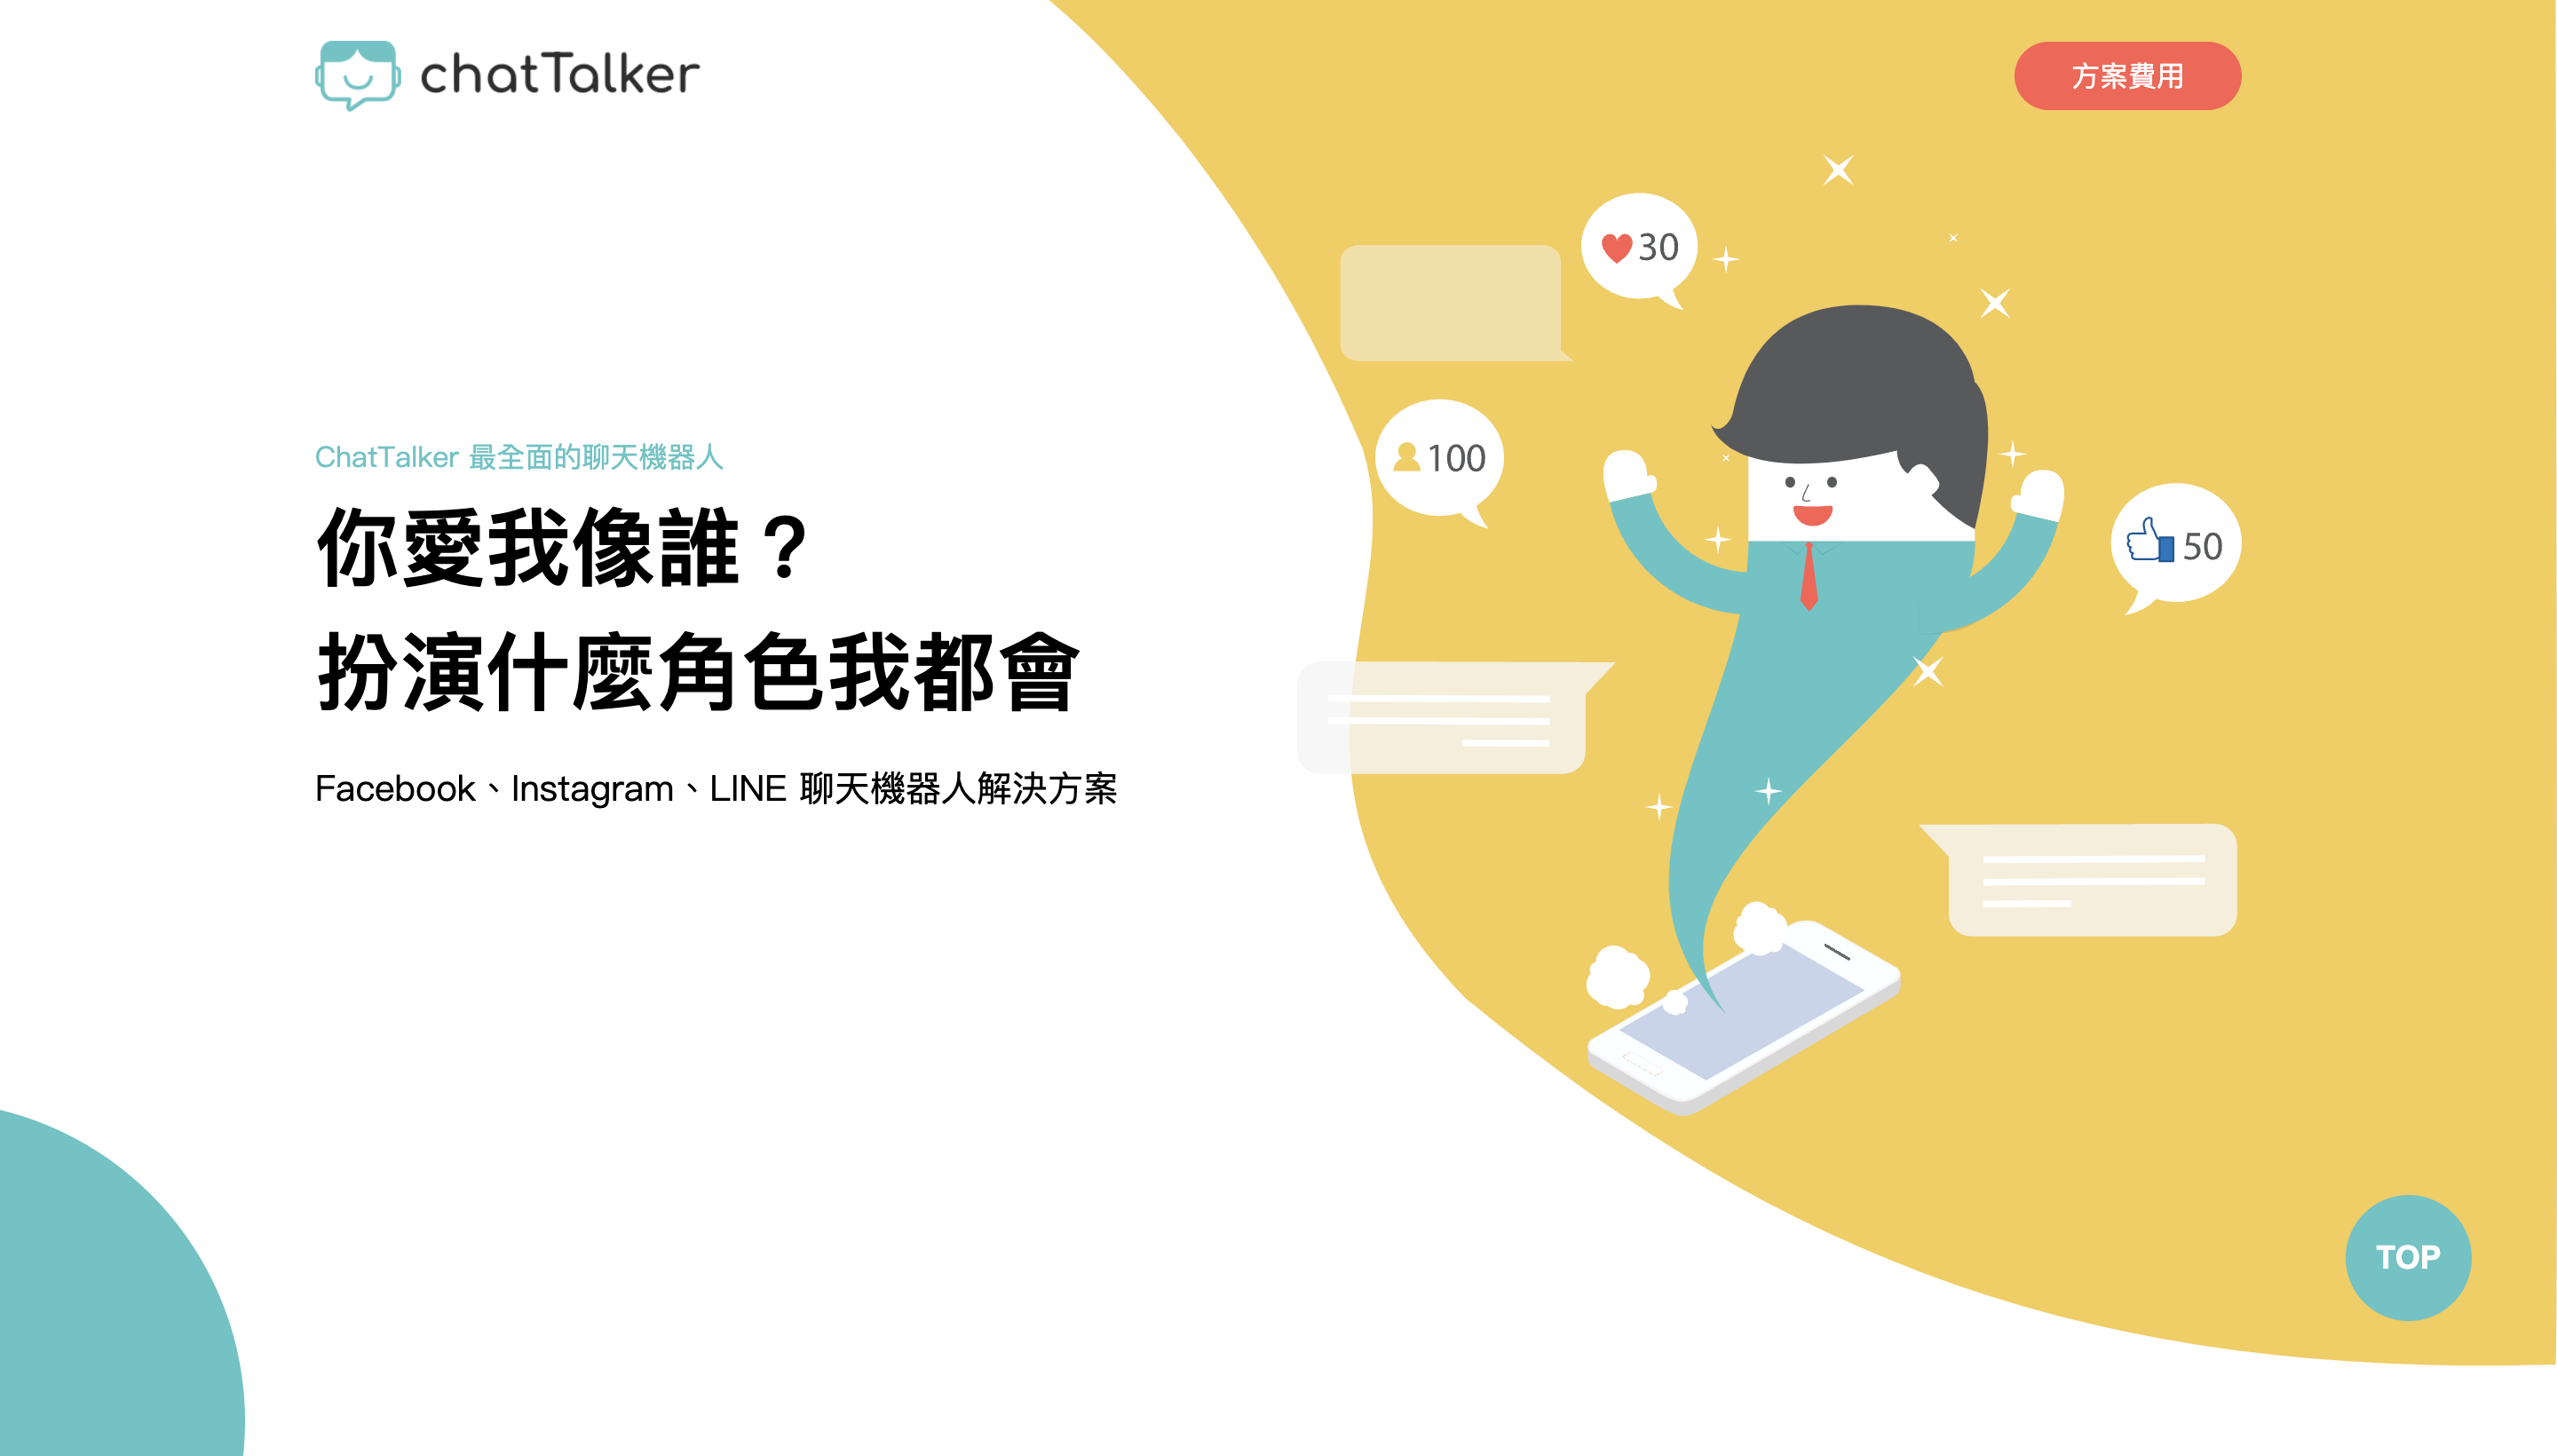 chatTalker
方案費用
30
100
ChatTalker 最全面的聊天機器人
你愛我像誰？
50
扮演什麼角色我都會
Facebook、Instagram、LINE 聊天機器人解決方案
TOP